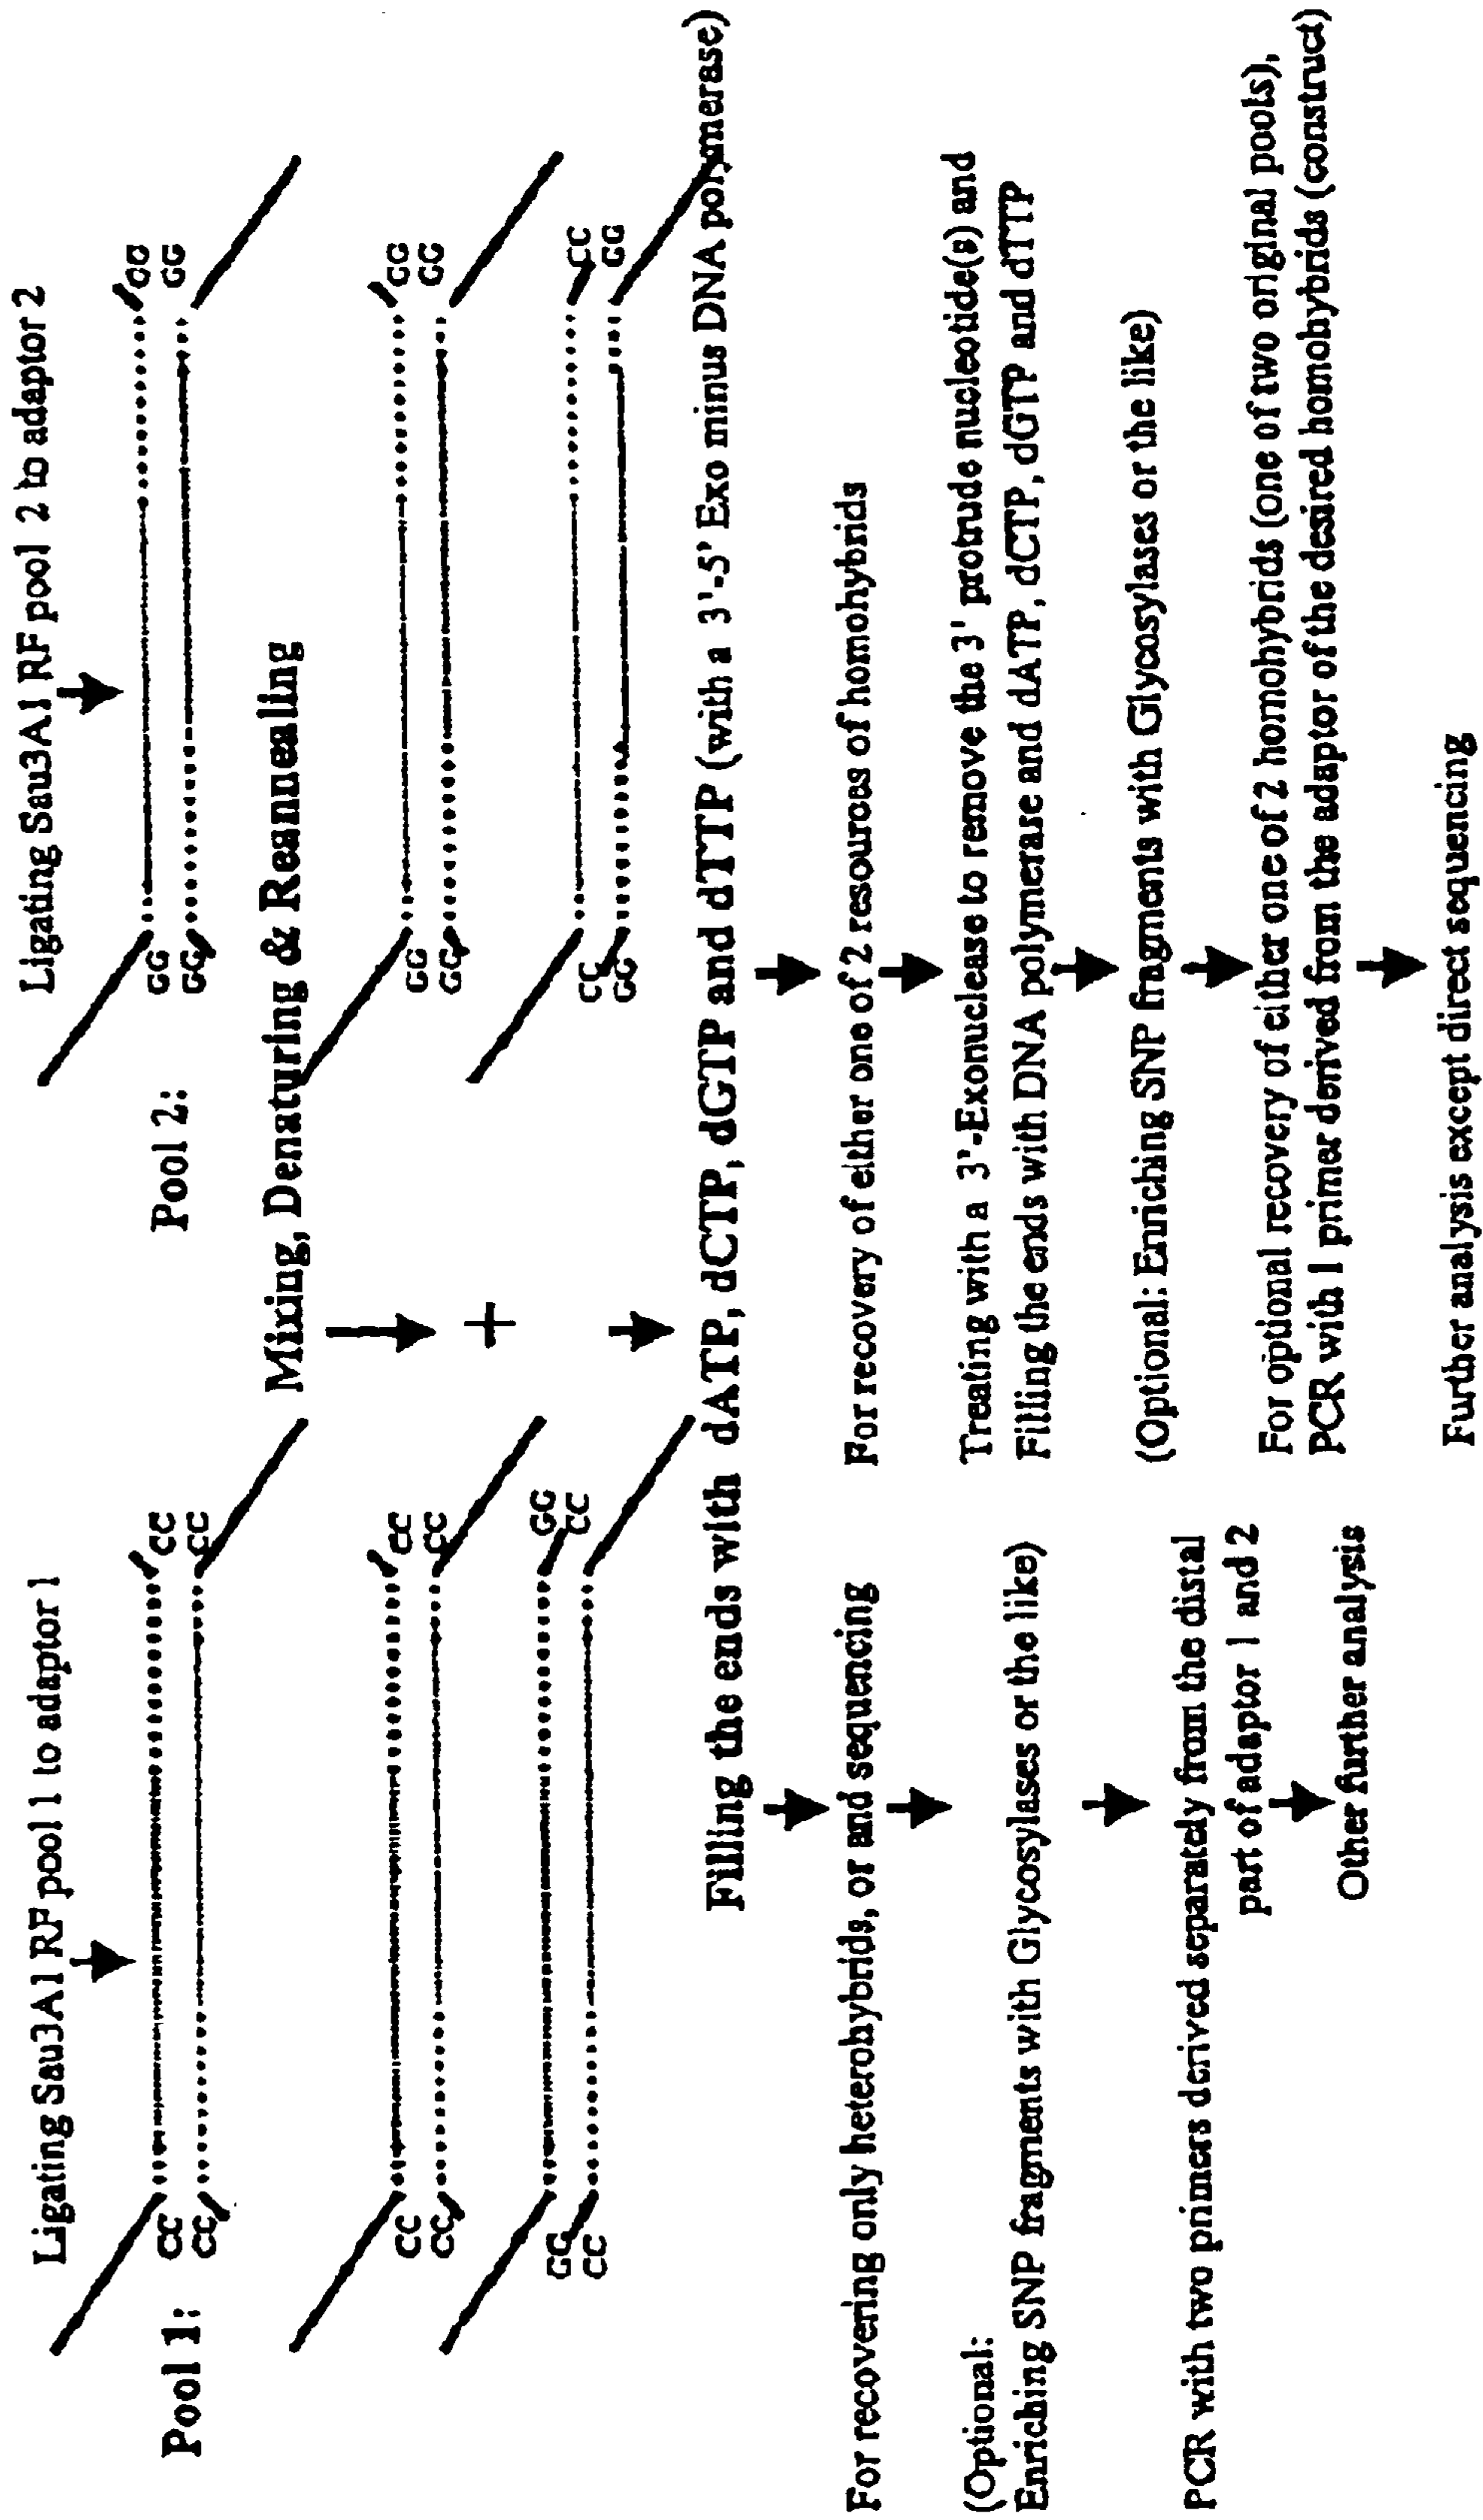 Ligating Sau3A1 RF pool 1 to adaptor 1
Ligating Sau3A1 RF pool 2 to adaptor 2
Pool 1:
CC CC
CC CC
Pool 2:
GG GG
GG GG
Mixing, Denaturing & Reannealing
CC CC
CC CC
+
GG GG
GG GG
GG GG
CC CC
CC CC
GG GG
Filling the ends with dATP, dCTP, dGTP and dTTP (with a 3'-5' Exo minus DNA polymerase)
For recovering only heterohybrids, or and sequencing
(Optional:
Enriching SNP fragments with Glycosylases or the like)
PCR with two primers derived separately from the distal
part of adaptor 1 and 2
Other further analysis
For recovery of either one of 2 resources of homohybrids
Treating with a 3'-Exonuclease to remove the 3' protrude nucleotide(s) and
Filling the ends with DNA polymerase and dATP, dCTP, dGTP and dTTP
(Optional: Enriching SNP fragments with Glycosylases or the like)
For optional recovery of either one of 2 homohybrids (one of two original pools),
PCR with 1 primer derived from the adaptor of the desired homohybrids (construct)
Further analysis except direct sequencing